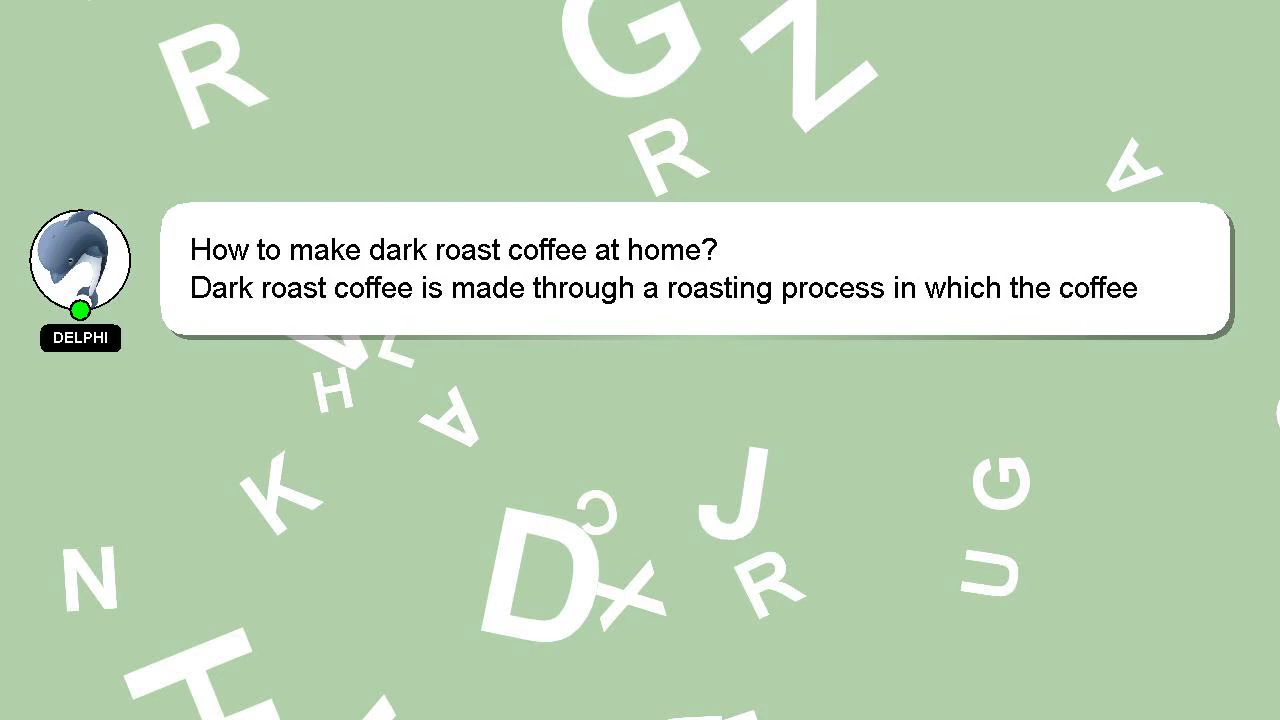 R
G
Z
R
A
How to make dark roast coffee at home?
Dark roast coffee is made through a roasting process in which the coffee
DELPHI
H
A
K
J
G
C
D
N
X
R
U